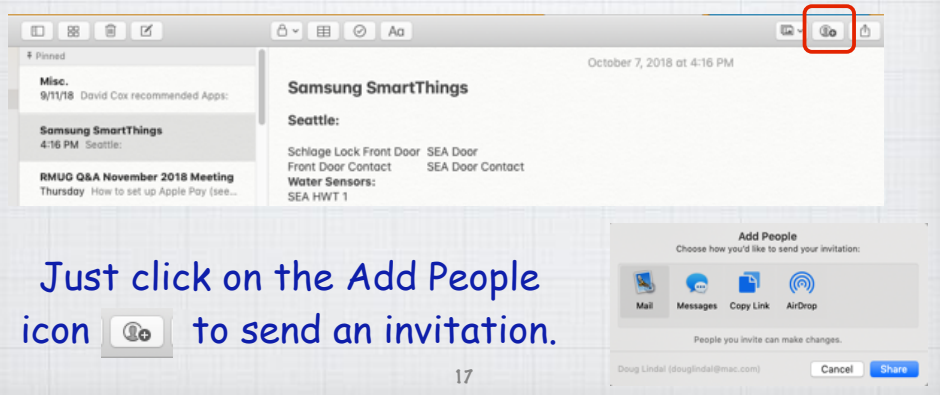 Aa
Pinned
October 7, 2018 at 4:16 PM
Misc.
9/11/18 David Cox recommended Apps:
Samsung SmartThings
4:16 PM Seattle:
RMUG Q&A November 2018 Meeting
Thursday How to set up Apple Pay (see...
Samsung SmartThings
Seattle:
Schlage Lock Front Door SEA Door
Front Door Contact SEA Door Contact
Water Sensors:
SEA HWT 1
Just click on the Add People
icon to send an invitation.
Add People
Choose how you'd like to send your invitation:
Mail Messages Copy Link AirDrop
People you invite can make changes.
Doug Lindal (douglindal@mac.com) Cancel Share
17